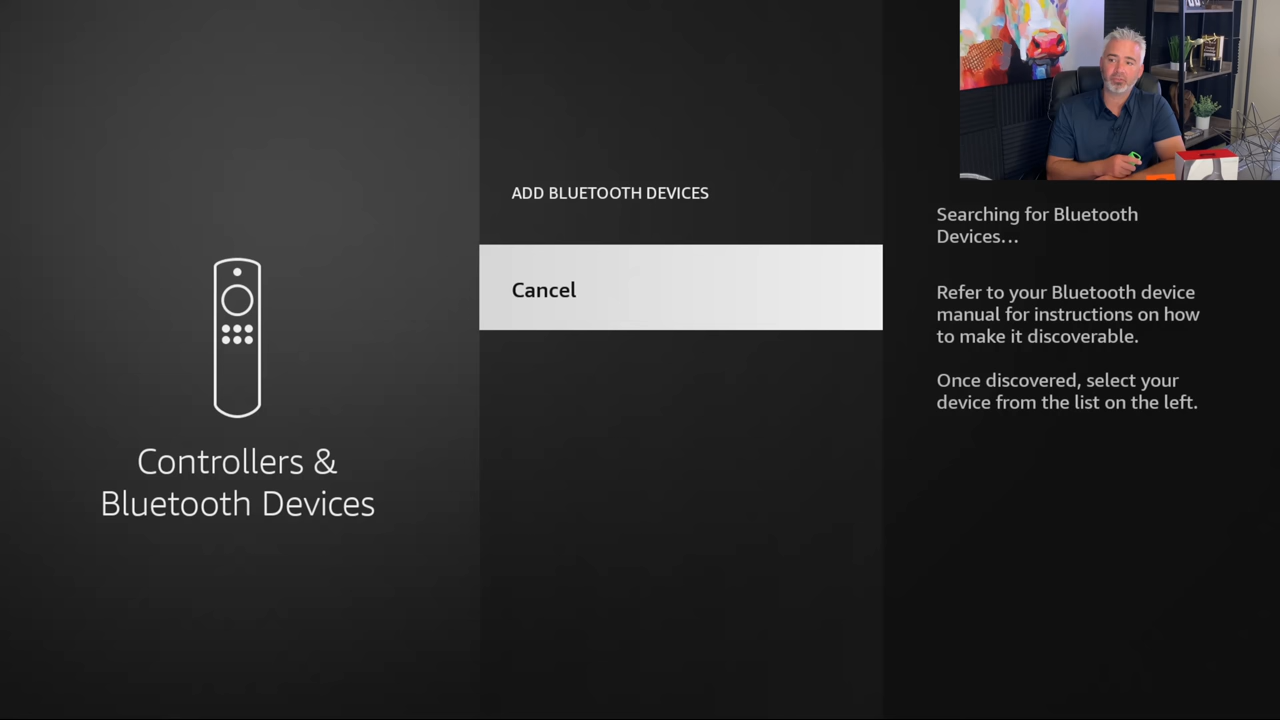 Controllers &
Bluetooth Devices
ADD BLUETOOTH DEVICES
Cancel
Searching for Bluetooth
Devices…
Refer to your Bluetooth device
manual for instructions on how
to make it discoverable.
Once discovered, select your
device from the list on the left.